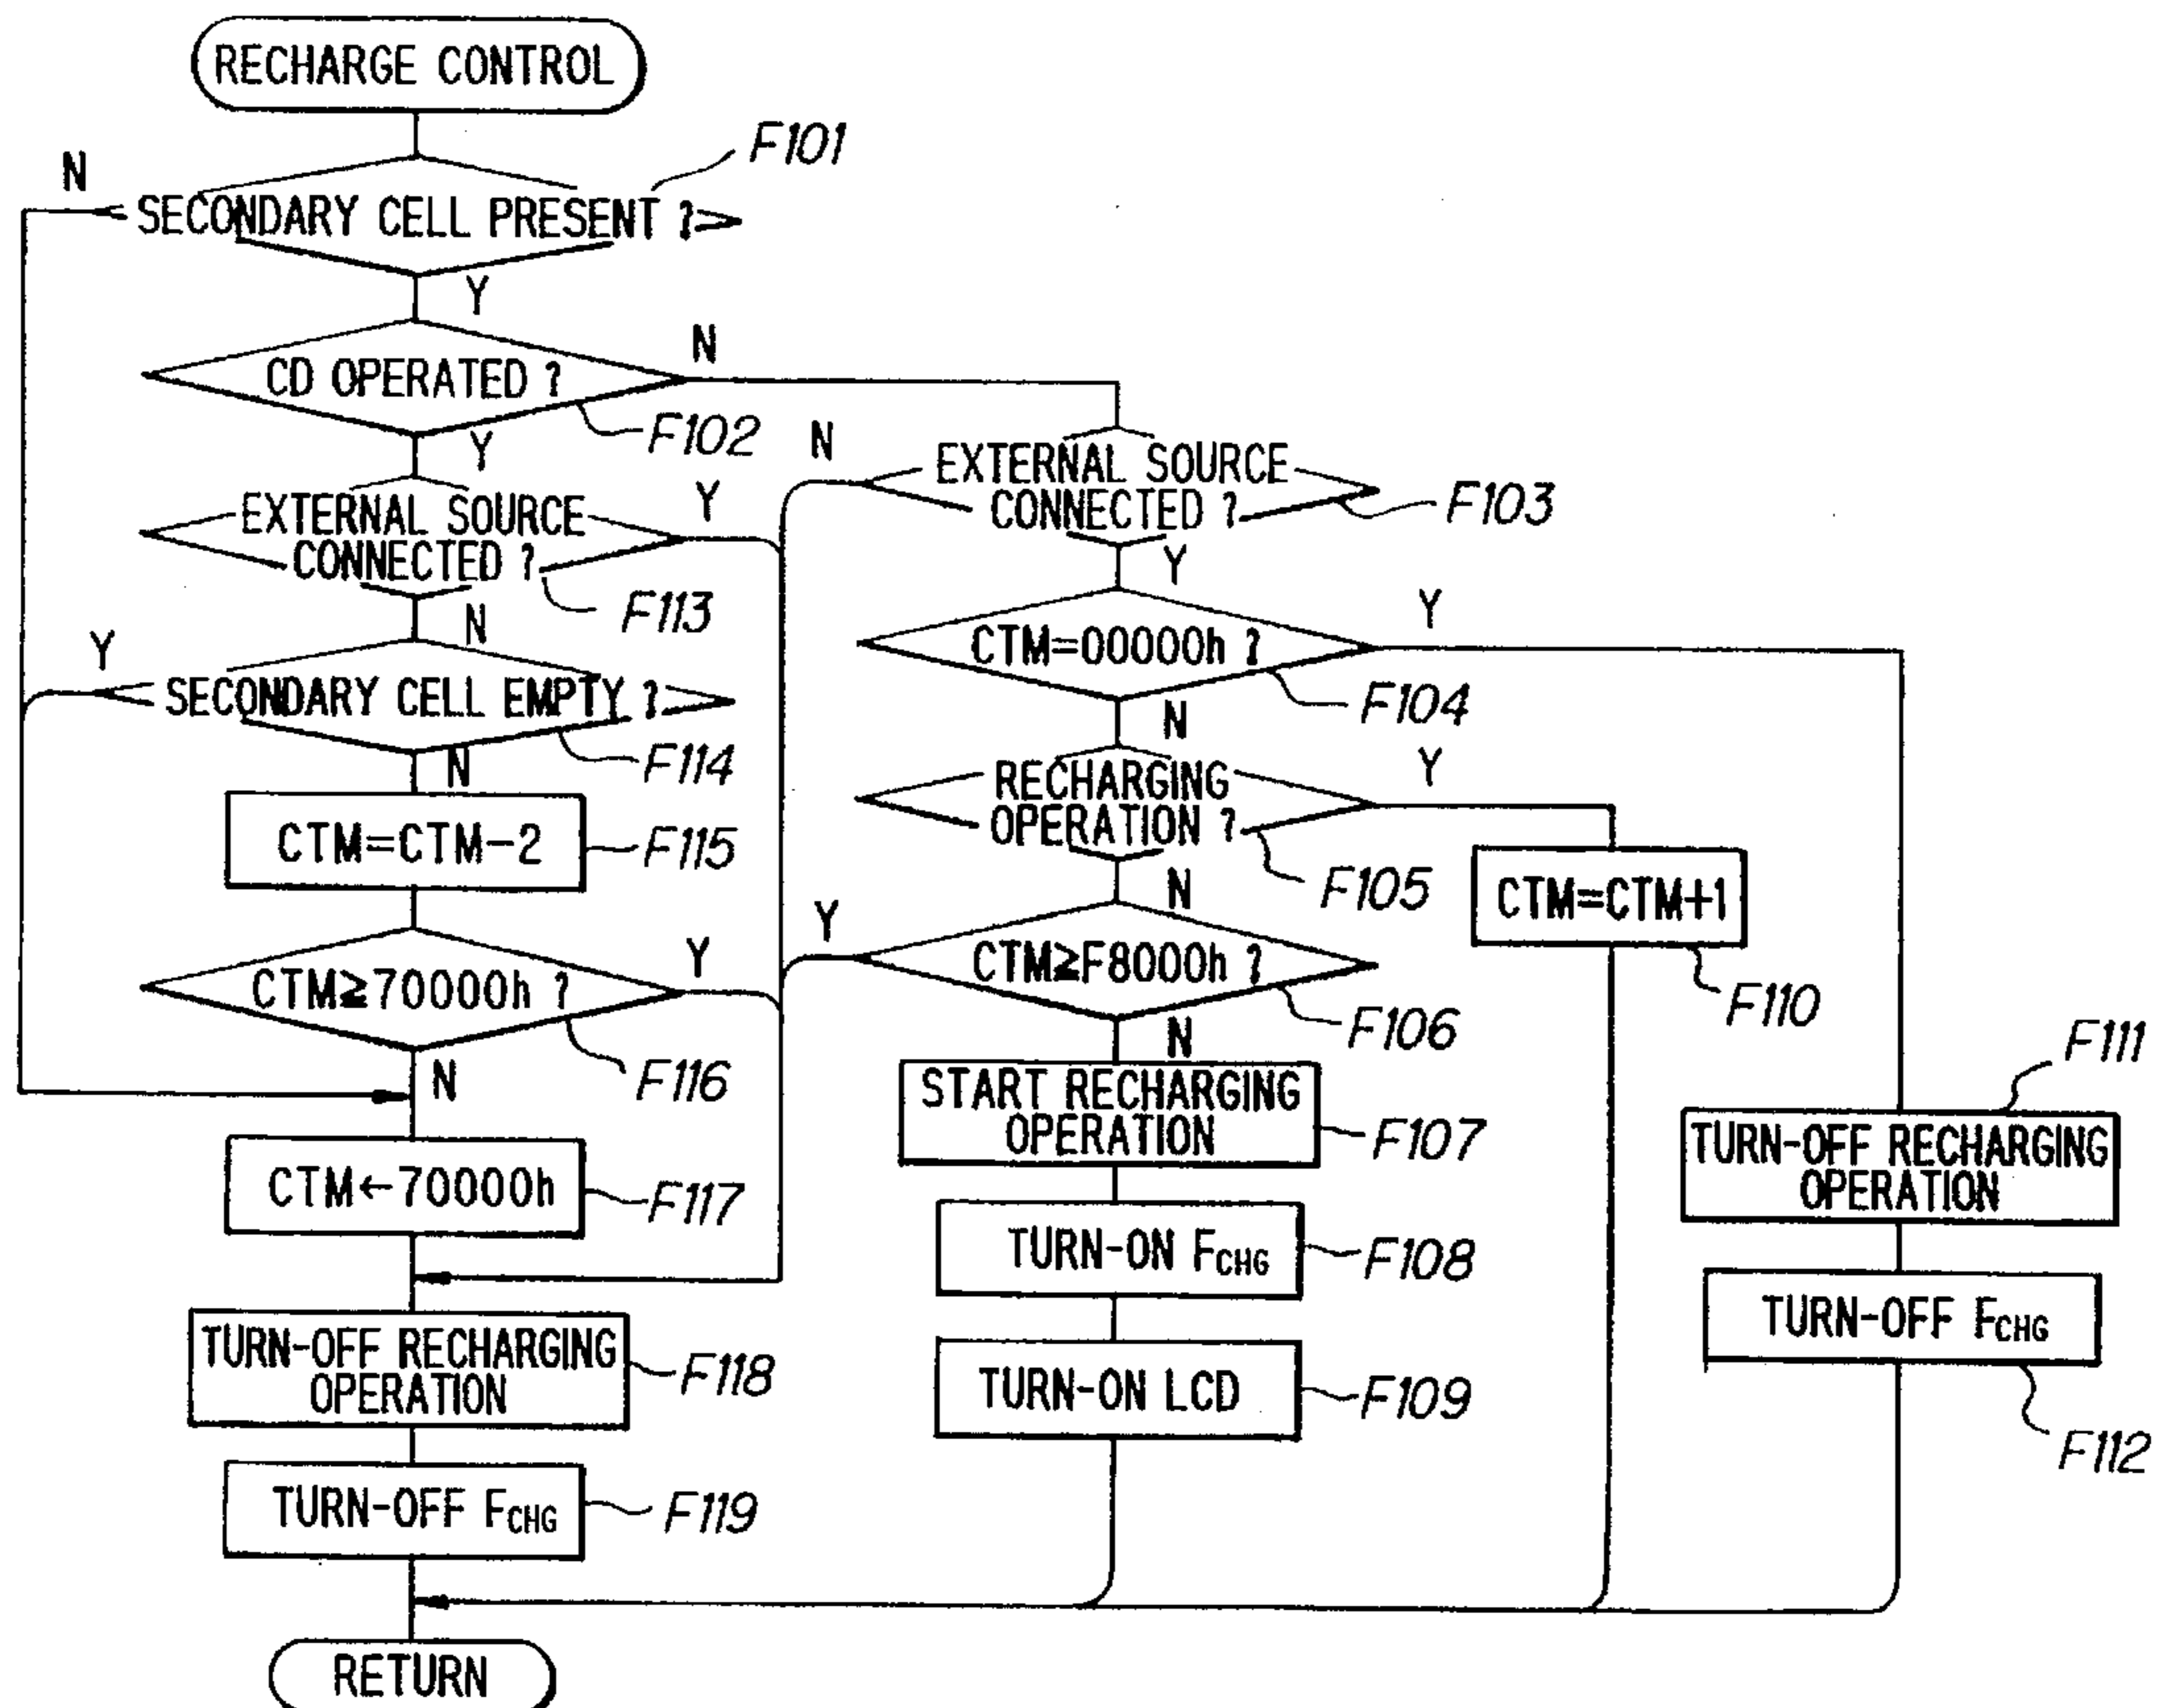 RECHARGE CONTROL
F101
N
SECONDARY CELL PRESENT ?
Y
CD OPERATED ?
N
F102
Y
EXTERNAL SOURCE
CONNECTED ?
Y
F113
N
SECONDARY CELL EMPTY ?
Y
F114
N
CTM=CTM-2
F115
CTM≧70000h ?
Y
F116
N
CTM←70000h
F117
TURN-OFF RECHARGING
OPERATION
F118
TURN-OFF FCHG
F119
RETURN
N
EXTERNAL SOURCE
CONNECTED ?
F103
Y
CTM=00000h ?
Y
F104
N
RECHARGING
OPERATION ?
Y
F105
N
Y
CTM≧F8000h ?
F106
N
START RECHARGING
OPERATION
F107
TURN-ON FCHG
F108
TURN-ON LCD
F109
CTM=CTM+1
F110
F111
TURN-OFF RECHARGING
OPERATION
TURN-OFF FCHG
F112